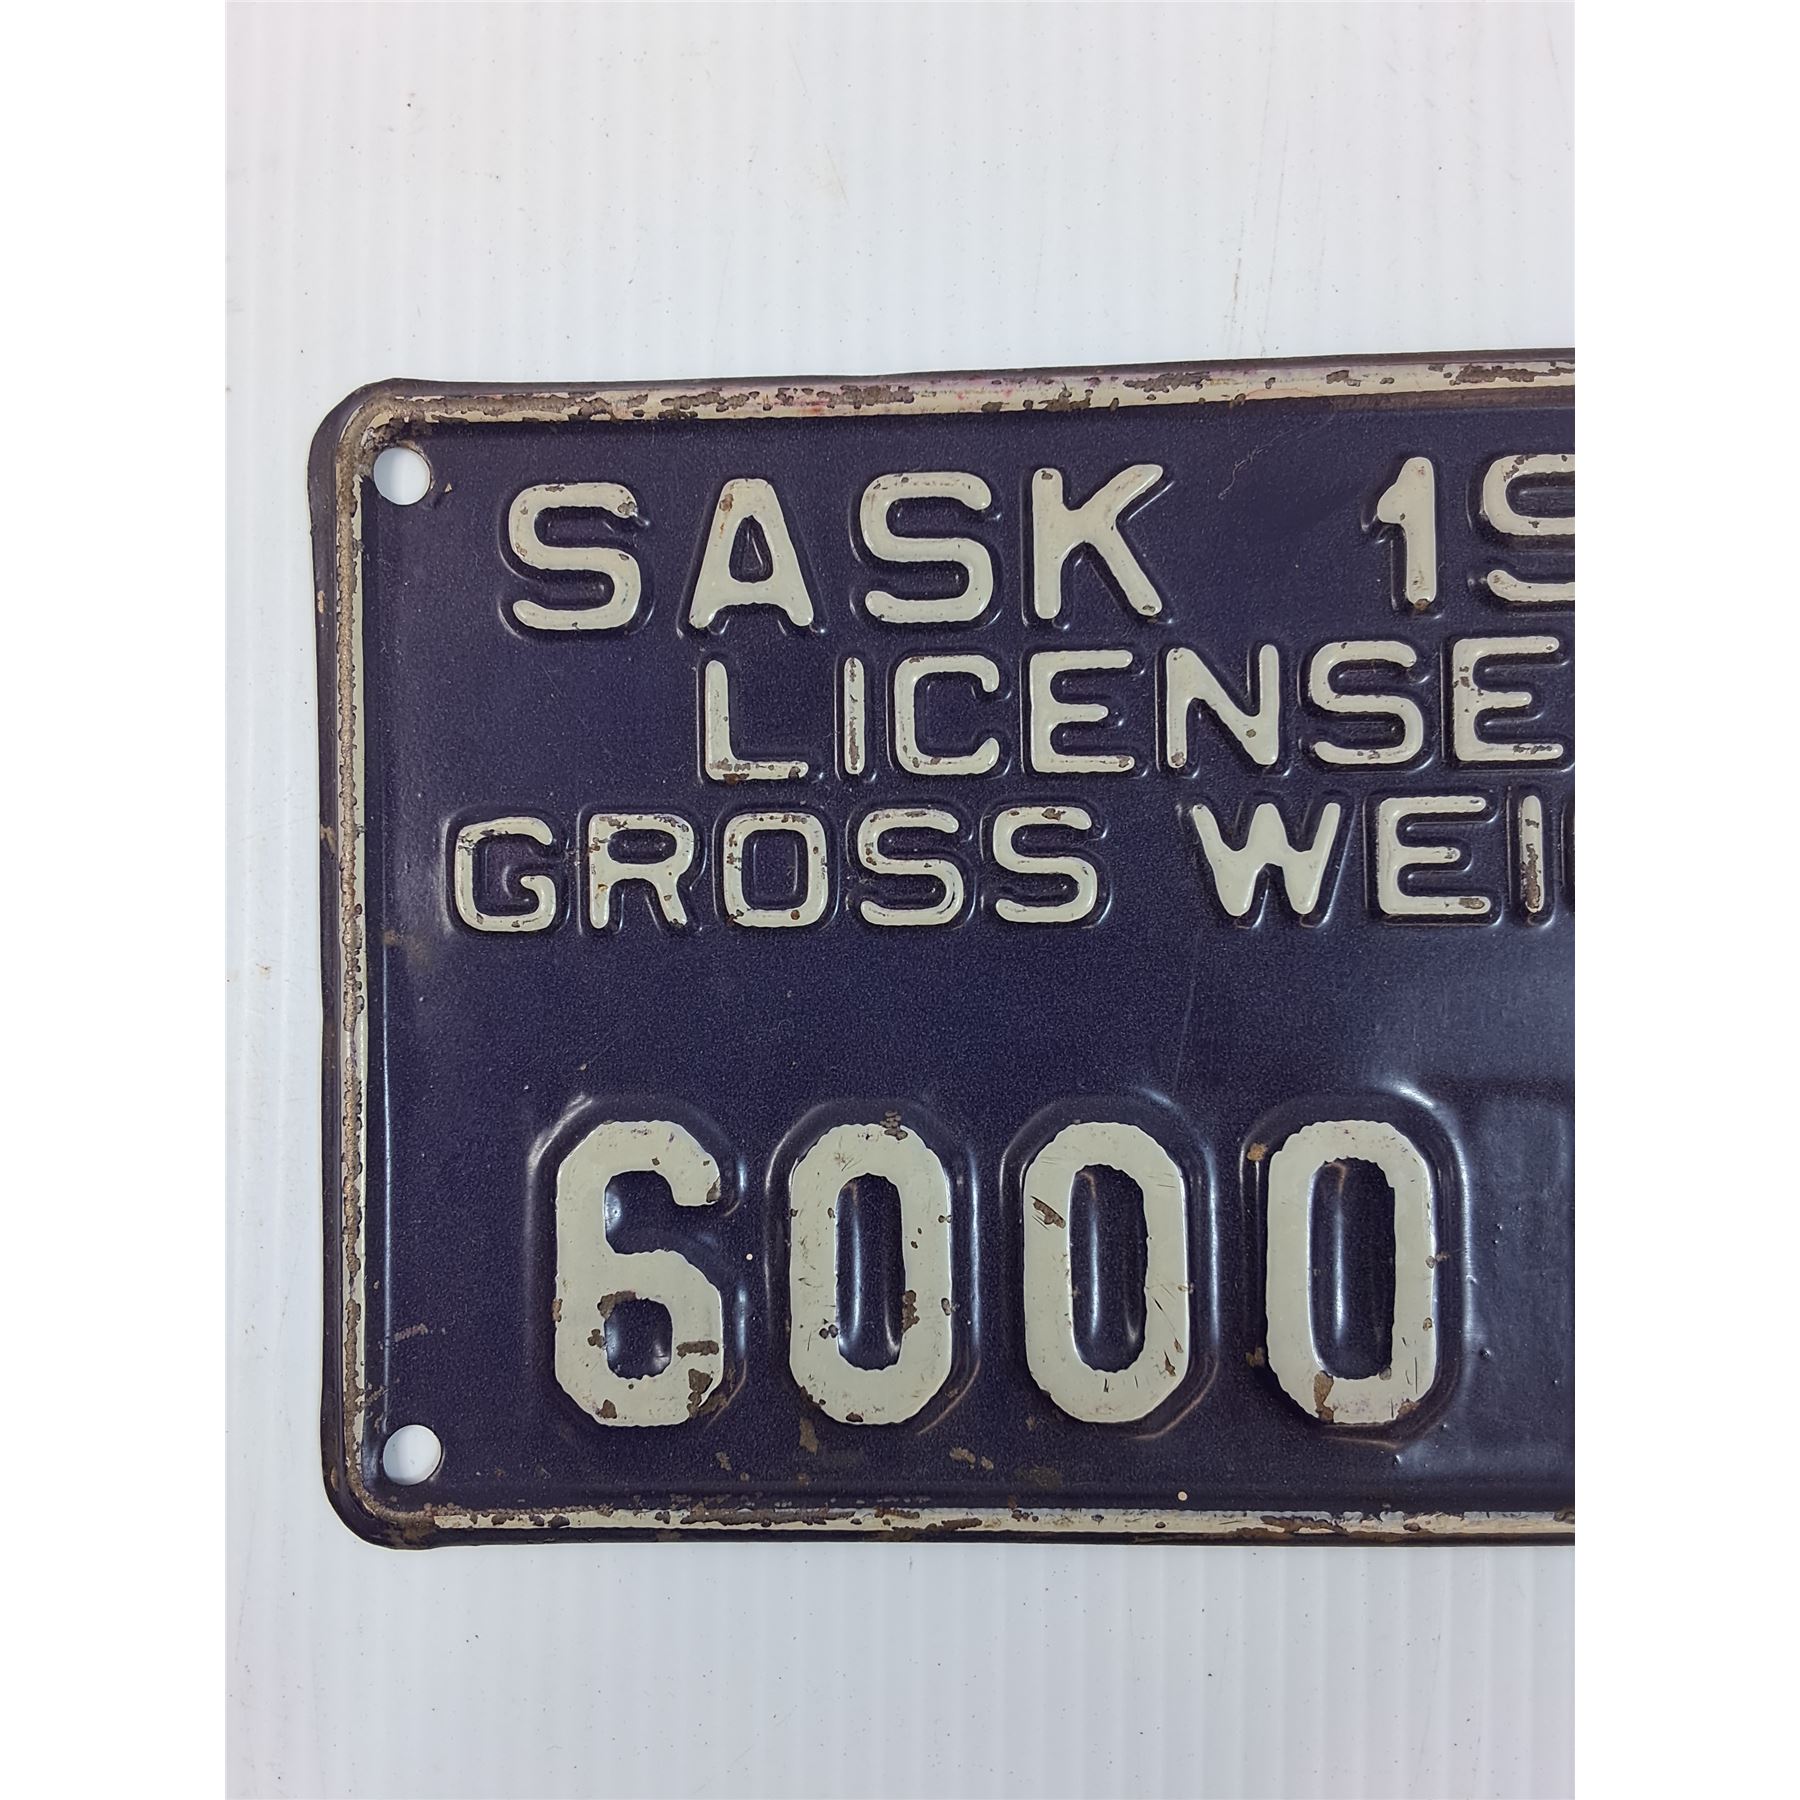 SASK 19
LICENSE
GROSS WEI
6000